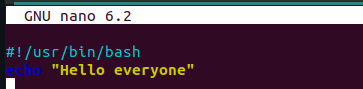 GNU nano 6.2
#!/usr/bin/bash
echo "Hello everyone"